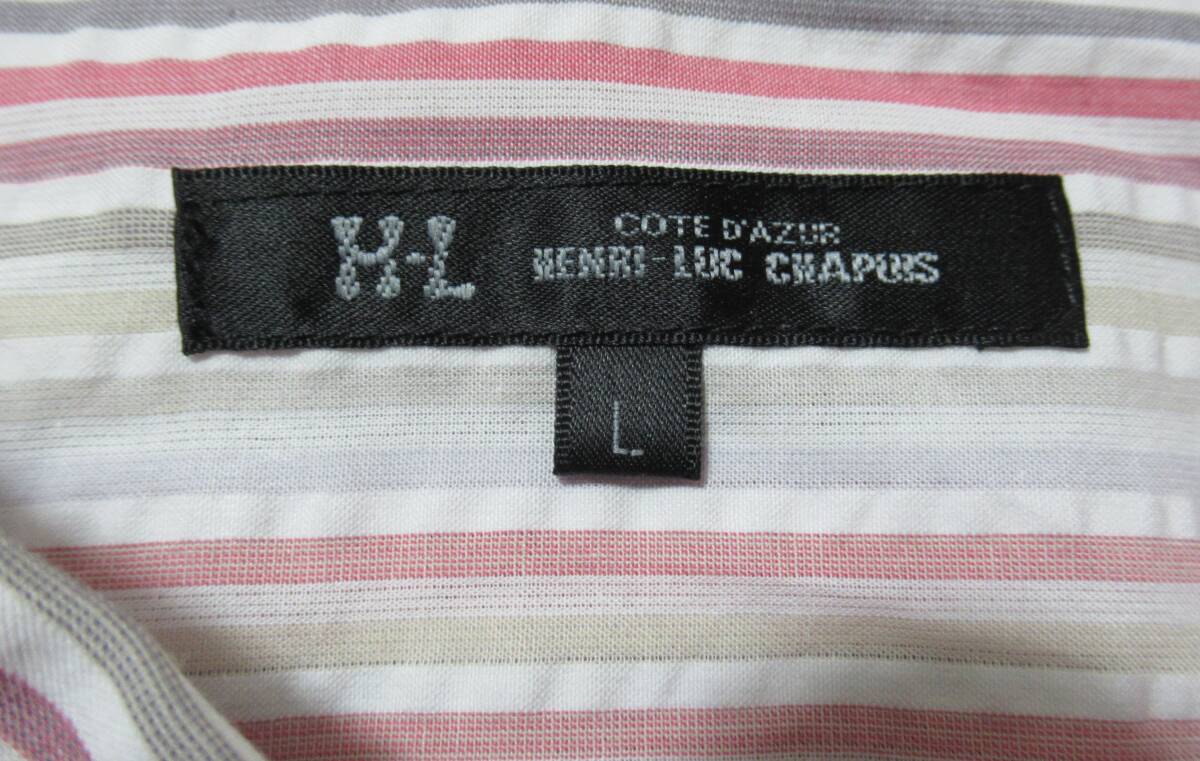 COTE D'AZUR
H·L HENRI-LUC CHAPUIS
L